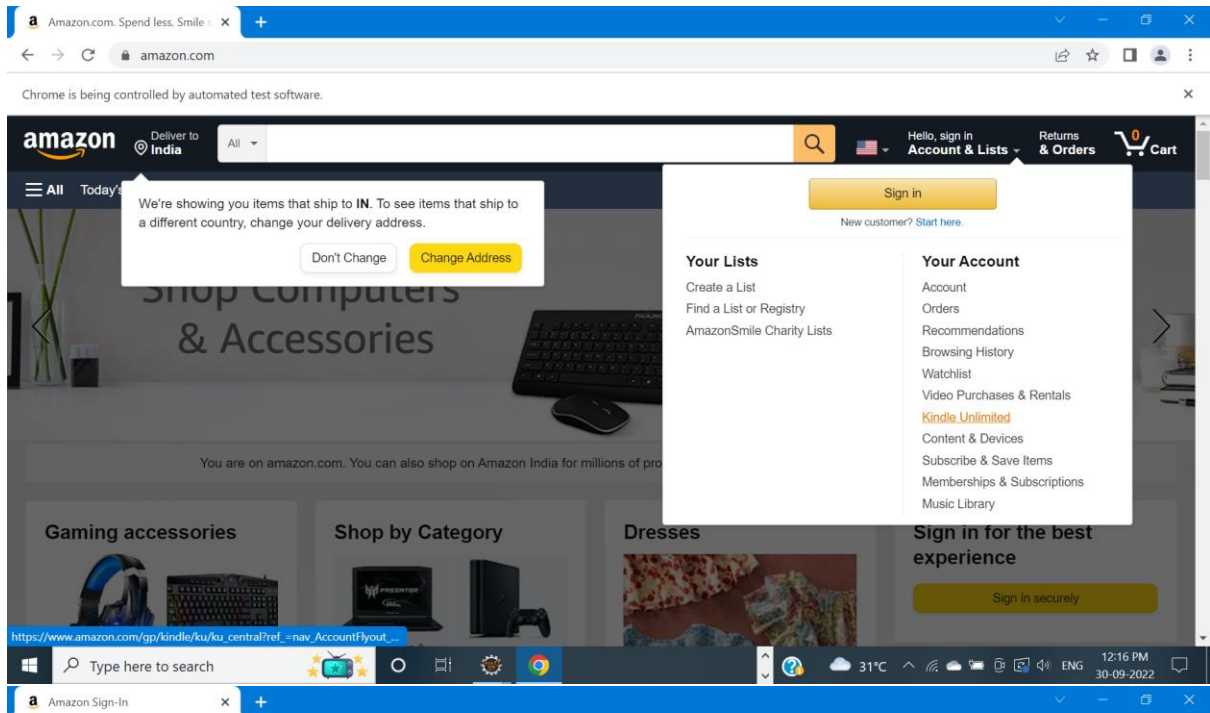 Amazon.com. Spend less. Smile
amazon.com
Chrome is being controlled by automated test software.
amazon
Deliver to
India
All
Hello, sign in
Account & Lists
Returns
& Orders
0
Cart
All Today's
We're showing you items that ship to IN. To see items that ship to
a different country, change your delivery address.
Don't Change
Change Address
Sign in
New customer? Start here.
Your Lists
Create a List
Find a List or Registry
AmazonSmile Charity Lists
Your Account
Account
Orders
Recommendations
Browsing History
Watchlist
Video Purchases & Rentals
Kindle Unlimited
Content & Devices
Subscribe & Save Items
Memberships & Subscriptions
Music Library
Shop Computers
& Accessories
You are on amazon.com. You can also shop on Amazon India for millions of
Gaming accessories
Shop by Category
PREDATOR
Dresses
Sign in for the best
experience
Sign in securely
https://www.amazon.com/gp/kindle/ku/ku_central?ref_=nav_AccountFlyout_...
Type here to search
31°C
ENG
12:16 PM
30-09-2022
Amazon Sign-In